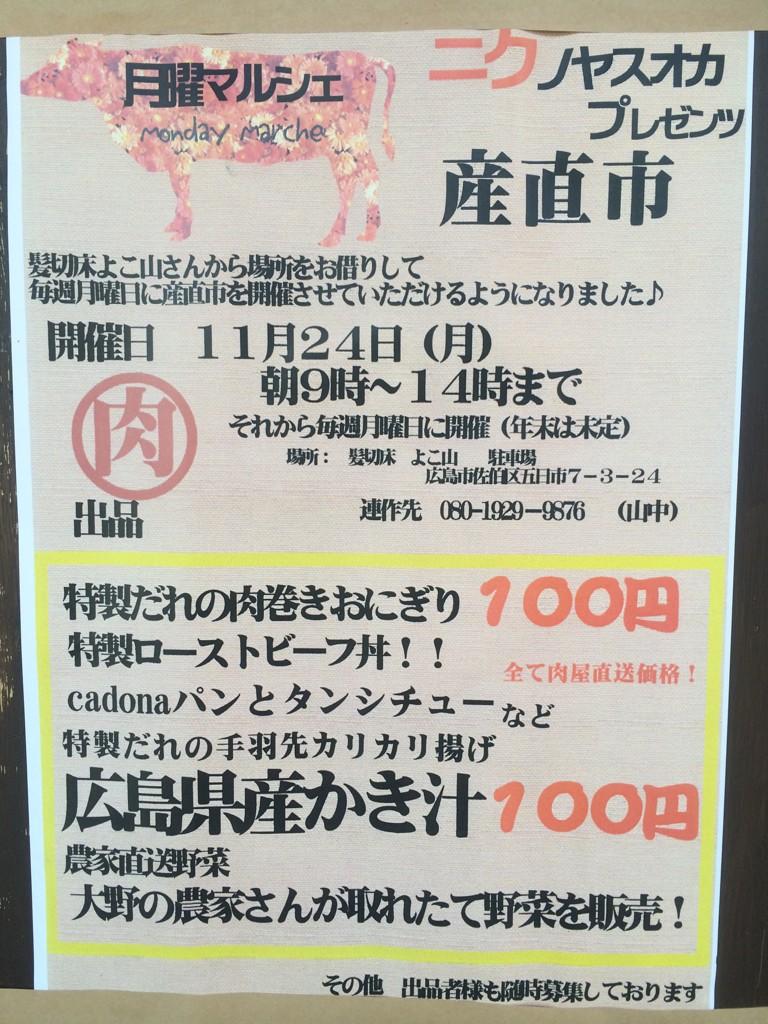 月曜マルシェ
monday marche
ニクノヤスオカ
プレゼンツ
産直市
髪切床よこ山さんから場所をお借りして
毎週月曜日に産直市を開催させていただけるようになりました♪
開催日 11月24日(月)
朝9時～14時まで
それから毎週月曜日に開催(年末は未定)
場所： 髪切床 よこ山 駐車場
広島市佐伯区五日市7－3－24
連作先 080-1929-9876 (山中)
肉
出品
特製だれの肉巻きおにぎり 100円
特製ローストビーフ丼！！
全て肉屋直送価格！
cadonaパンとタンシチューなど
特製だれの手羽先カリカリ揚げ
広島県産かき汁 100円
農家直送野菜
大野の農家さんが取れたて野菜を販売！
その他 出品者様も随時募集しております